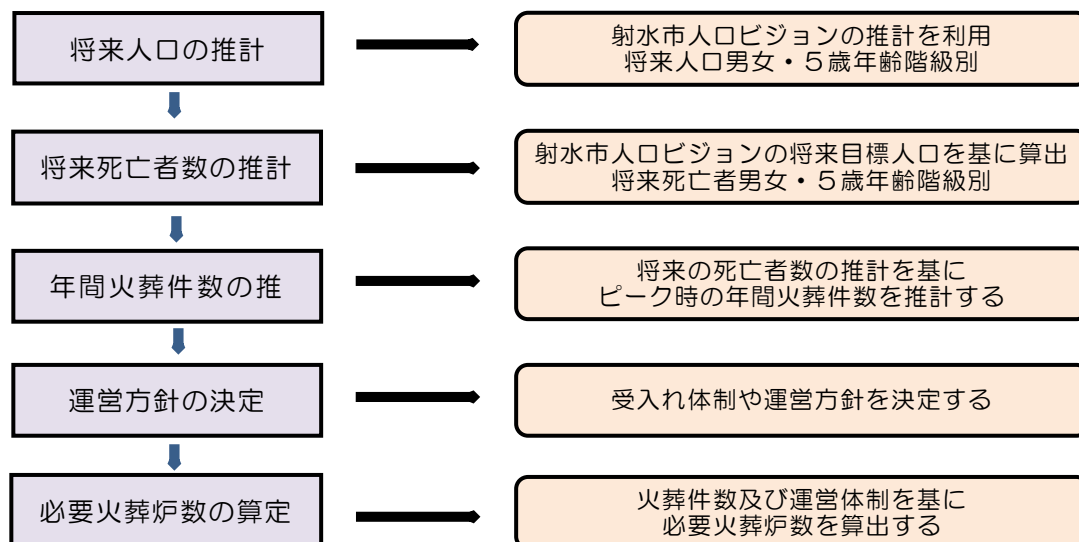 将来人口の推計
射水市人口ビジョンの推計を利用
将来人口男女・５歳年齢階級別
将来死亡者数の推計
射水市人口ビジョンの将来目標人口を基に算出
将来死亡者男女・５歳年齢階級別
年間火葬件数の推
将来の死亡者数の推計を基に
ピーク時の年間火葬件数を推計する
運営方針の決定
受入れ体制や運営方針を決定する
必要火葬炉数の算定
火葬件数及び運営体制を基に
必要火葬炉数を算出する